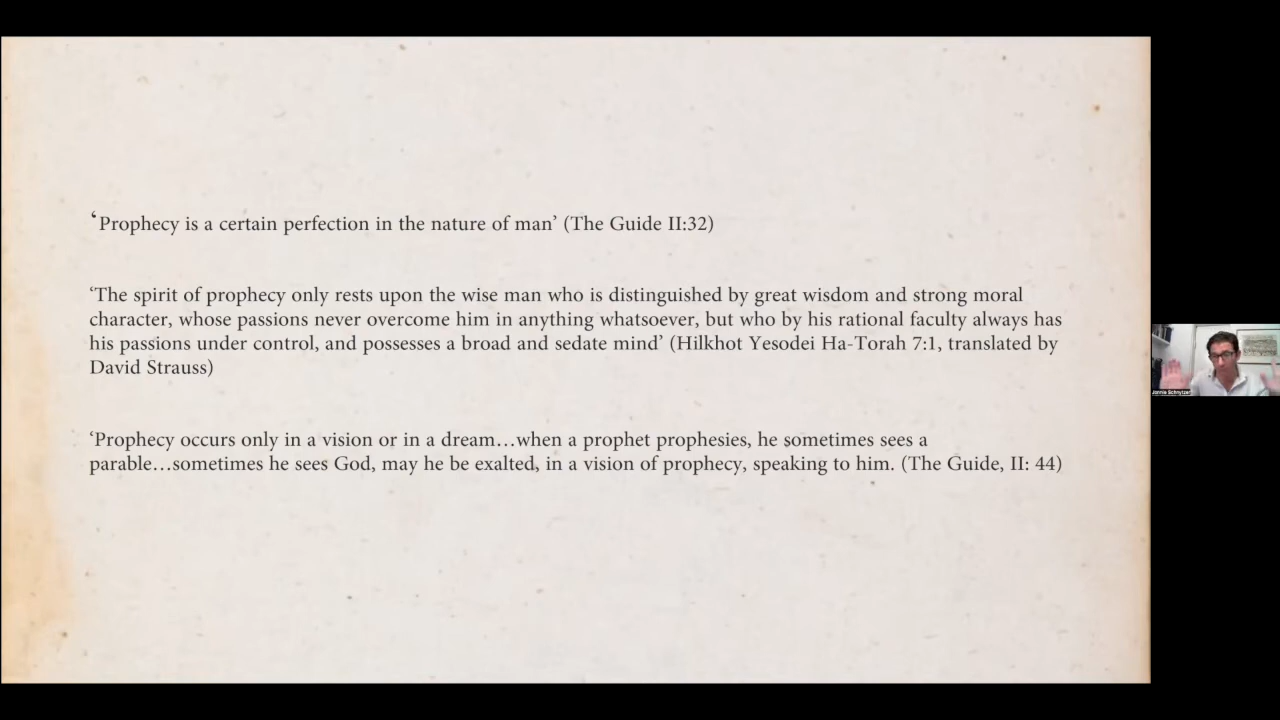 ‘Prophecy is a certain perfection in the nature of man’ (The Guide II:32)
‘The spirit of prophecy only rests upon the wise man who is distinguished by great wisdom and strong moral
character, whose passions never overcome him in anything whatsoever, but who by his rational faculty always has
his passions under control, and possesses a broad and sedate mind’ (Hilkhot Yesodei Ha-Torah 7:1, translated by
David Strauss)
‘Prophecy occurs only in a vision or in a dream…when a prophet prophesies, he sometimes sees a
parable…sometimes he sees God, may he be exalted, in a vision of prophecy, speaking to him. (The Guide, II: 44)
Jonnie Schnytzer